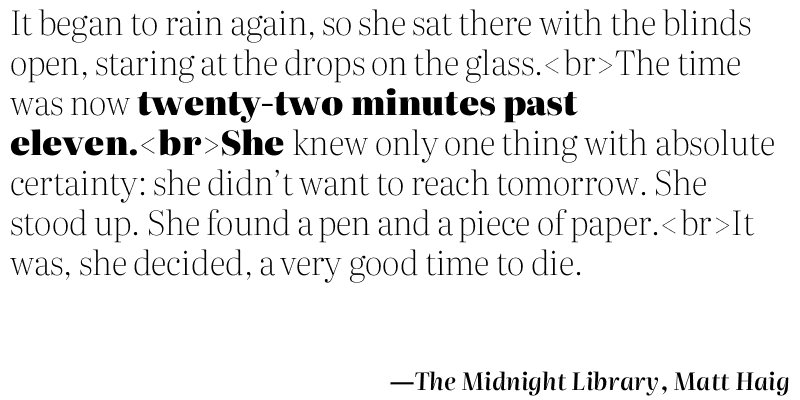 It began to rain again, so she sat there with the blinds
open, staring at the drops on the glass.<br>The time
was now twenty-two minutes past
eleven.<br>She knew only one thing with absolute
certainty: she didn’t want to reach tomorrow. She
stood up. She found a pen and a piece of paper.<br>It
was, she decided, a very good time to die.
—The Midnight Library, Matt Haig